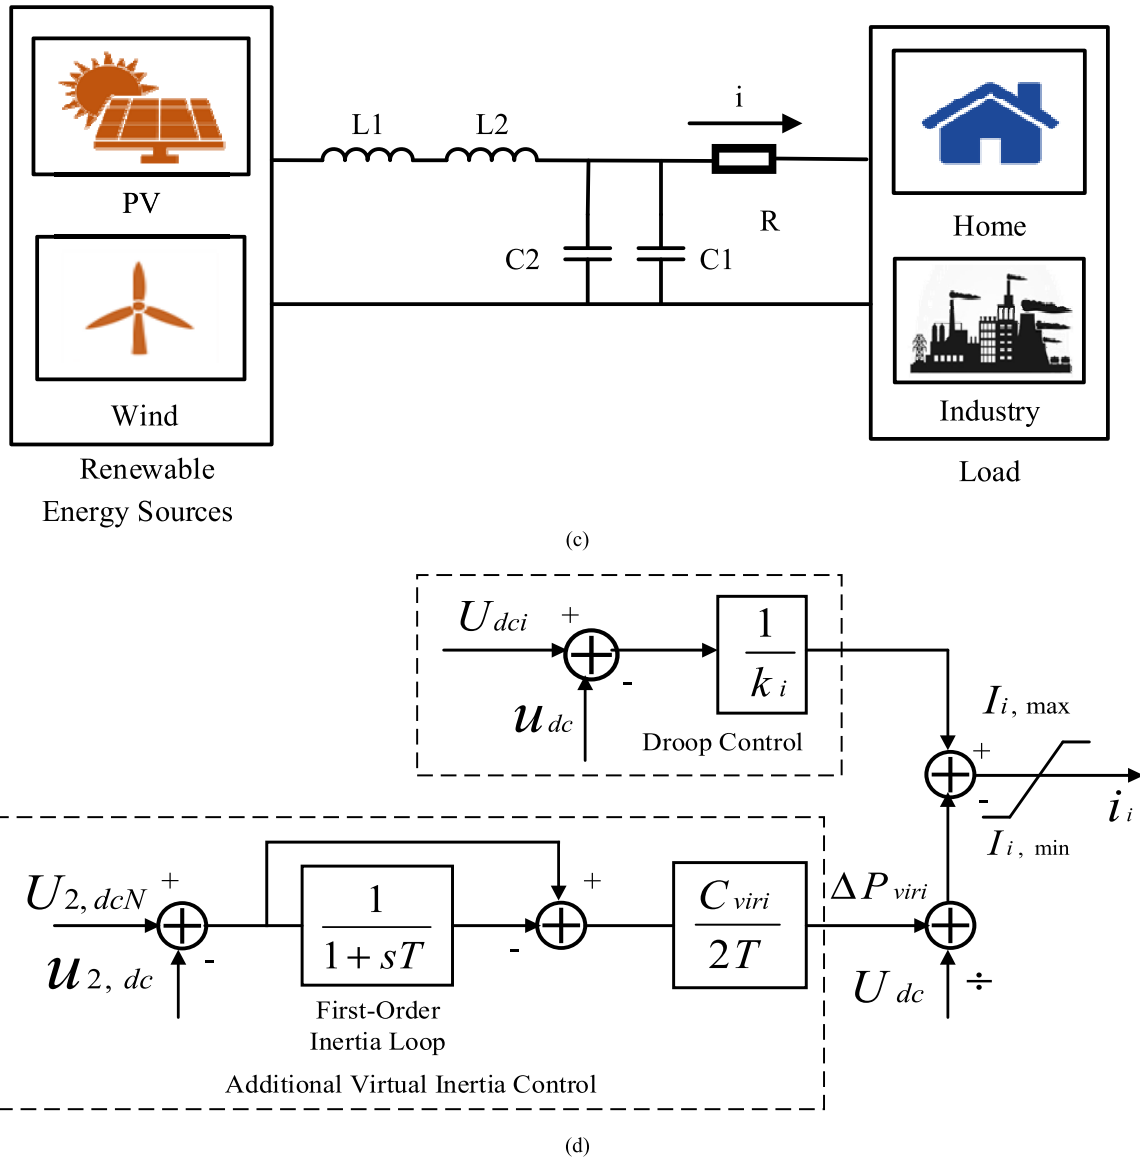 L1 L2 i
PV
R
C2 C1
Home
Wind
Industry
Renewable
Energy Sources
Load
(c)
U dci + 1
k i
-
u dc
Droop Control
I i, max
+
-
i i
I i, min
U 2, dcN + 1
1 + sT
+ C viri
2T
ΔP viri
- -
u 2, dc
U dc ÷
First-Order
Inertia Loop
Additional Virtual Inertia Control
(d)